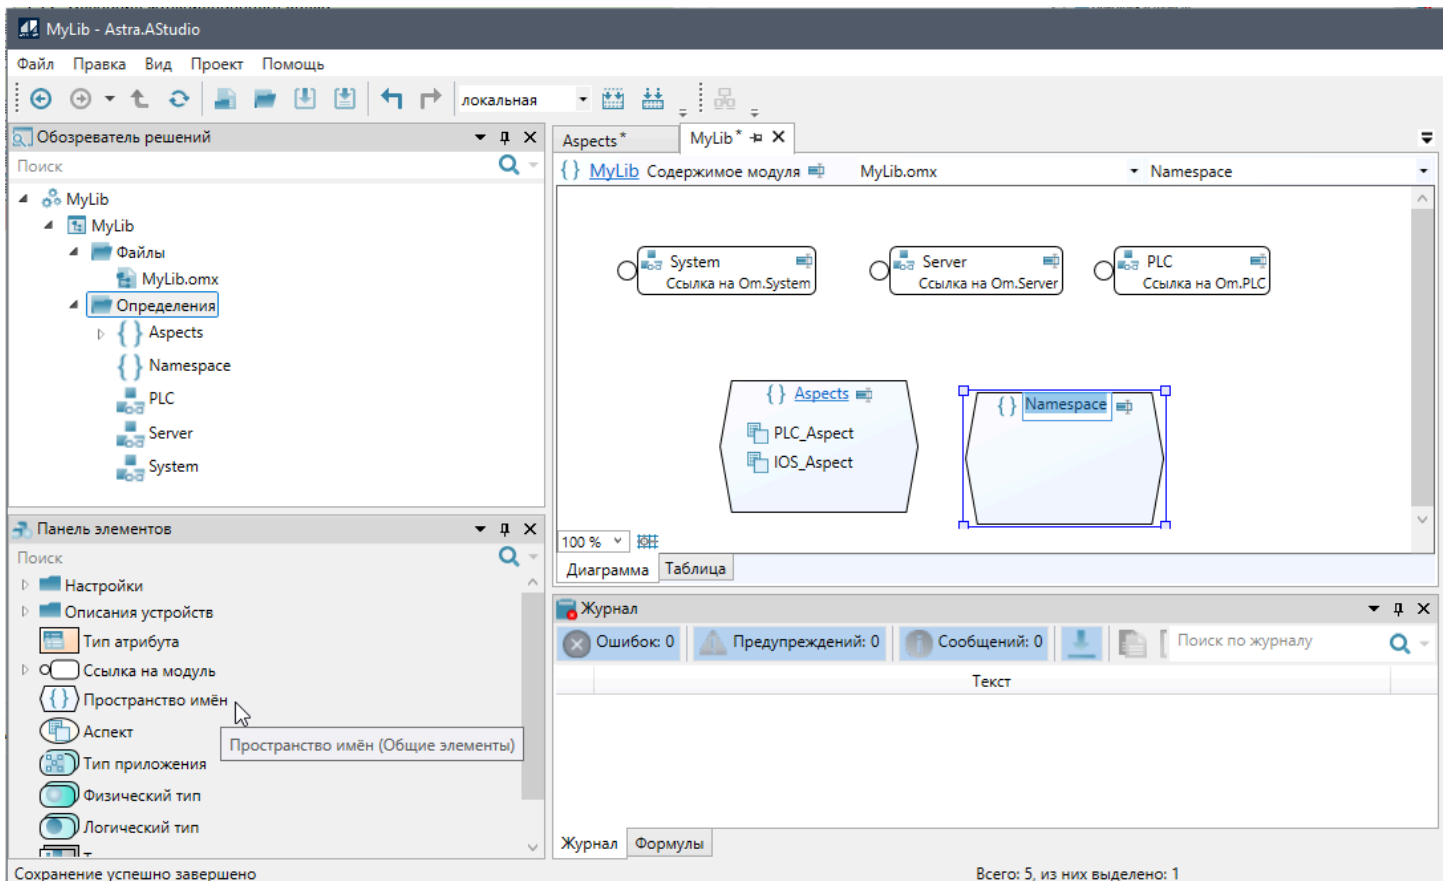 MyLib - Astra.AStudio
Файл Правка Вид Проект Помощь
локальная
Обозреватель решений
Поиск
MyLib
MyLib
Файлы
MyLib.omx
Определения
{ } Aspects
{ } Namespace
PLC
Server
System
Панель элементов
Поиск
Настройки
Описания устройств
Тип атрибута
Ссылка на модуль
{ } Пространство имён
Аспект
Пространство имён (Общие элементы)
Тип приложения
Физический тип
Логический тип
Aspects* MyLib*
{ } MyLib Содержимое модуля MyLib.omx Namespace
System
Ссылка на Om.System
Server
Ссылка на Om.Server
PLC
Ссылка на Om.PLC
{ } Aspects
PLC_Aspect
IOS_Aspect
{ } Namespace
100 %
Диаграмма Таблица
Журнал
Ошибок: 0 Предупреждений: 0 Сообщений: 0 Поиск по журналу
Текст
Журнал Формулы
Сохранение успешно завершено Всего: 5, из них выделено: 1